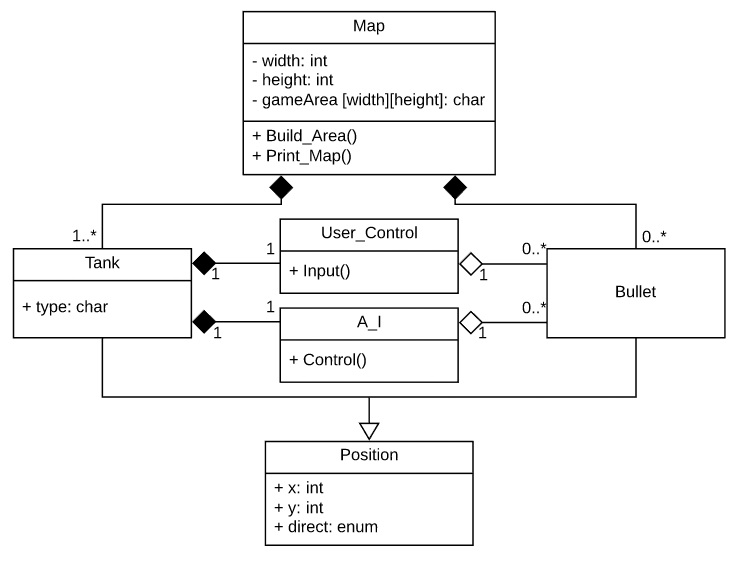 Map
- width: int
- height: int
- gameArea [width][height]: char
+ Build_Area()
+ Print_Map()
1..*
0..*
Tank
+ type: char
1
1
User_Control
+ Input()
1
0..*
Bullet
1
1
A_I
+ Control()
1
0..*
Position
+ x: int
+ y: int
+ direct: enum